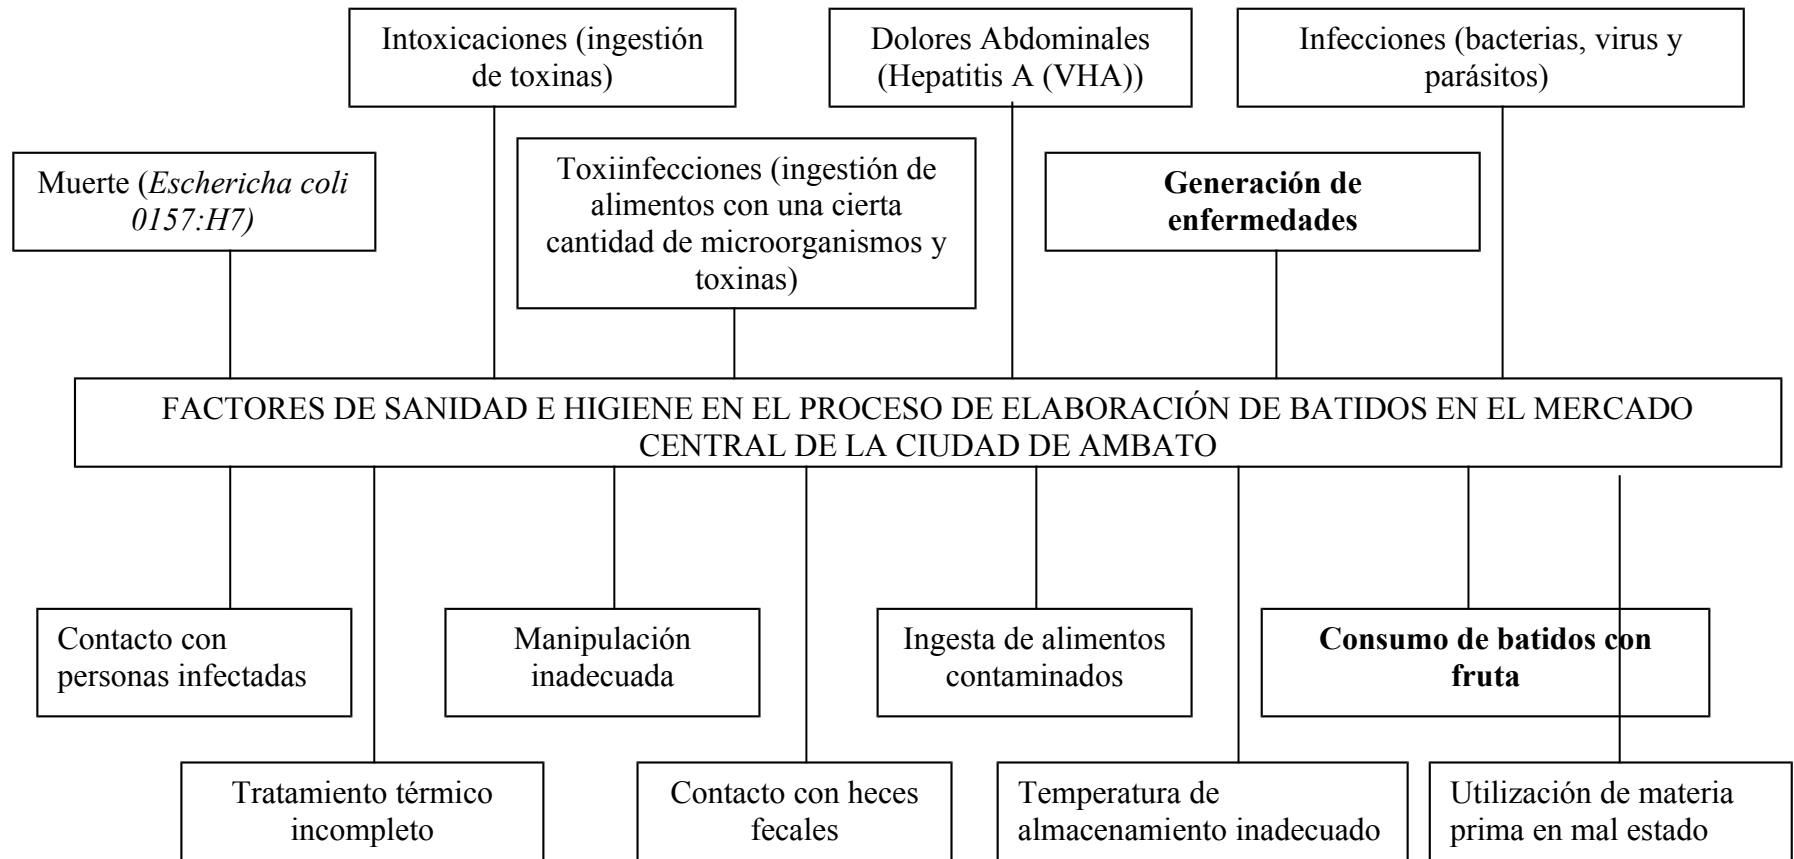 Intoxicaciones (ingestión
de toxinas)
Dolores Abdominales
(Hepatitis A (VHA))
Infecciones (bacterias, virus y
parásitos)
Muerte (Eschericha coli
0157:H7)
Toxiinfecciones (ingestión de
alimentos con una cierta
cantidad de microorganismos y
toxinas)
Generación de
enfermedades
FACTORES DE SANIDAD E HIGIENE EN EL PROCESO DE ELABORACIÓN DE BATIDOS EN EL MERCADO
CENTRAL DE LA CIUDAD DE AMBATO
Contacto con
personas infectadas
Manipulación
inadecuada
Ingesta de alimentos
contaminados
Consumo de batidos con
fruta
Tratamiento térmico
incompleto
Contacto con heces
fecales
Temperatura de
almacenamiento inadecuado
Utilización de materia
prima en mal estado